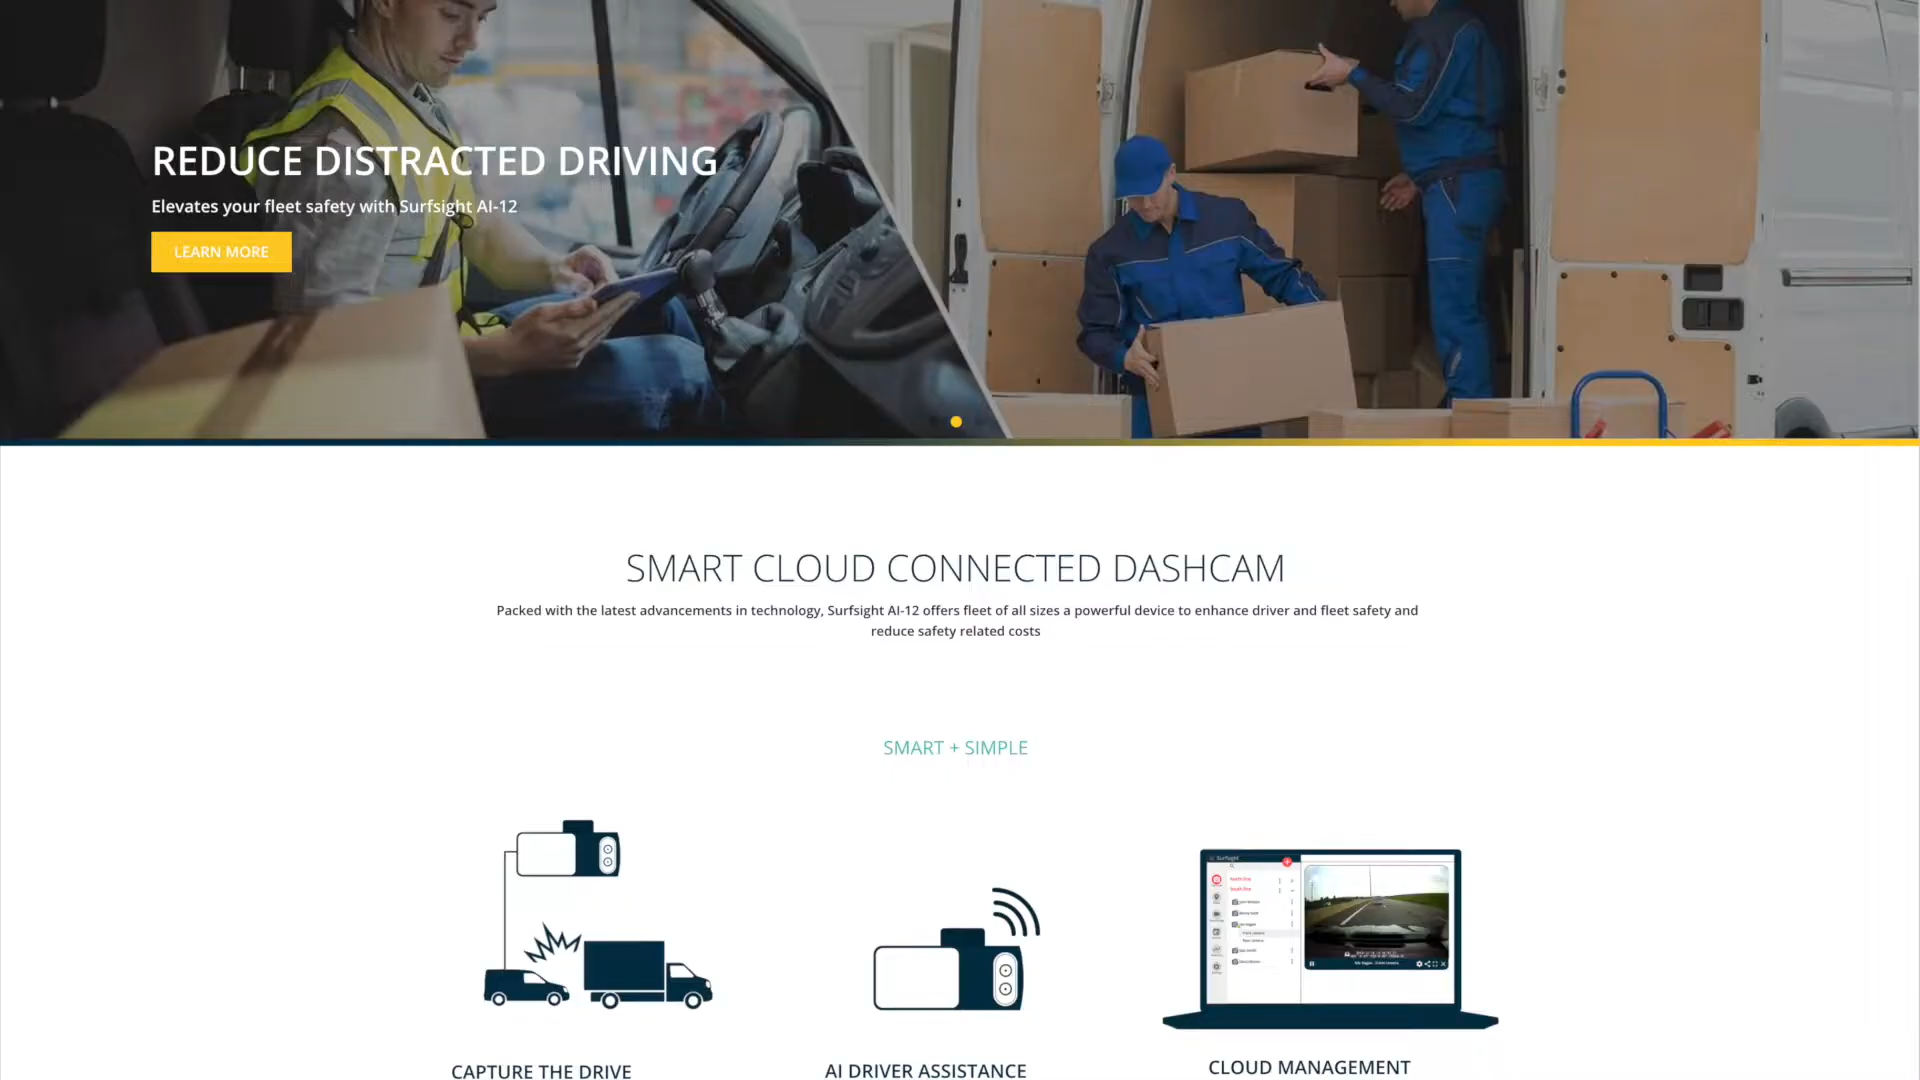 REDUCE DISTRACTED DRIVING
Elevates your fleet safety with Surfsight AI-12
LEARN MORE
SMART CLOUD CONNECTED DASHCAM
Packed with the latest advancements in technology, Surfsight AI-12 offers fleet of all sizes a powerful device to enhance driver and fleet safety and
reduce safety related costs
SMART + SIMPLE
Surfsight
CAPTURE THE DRIVE
AI DRIVER ASSISTANCE
CLOUD MANAGEMENT